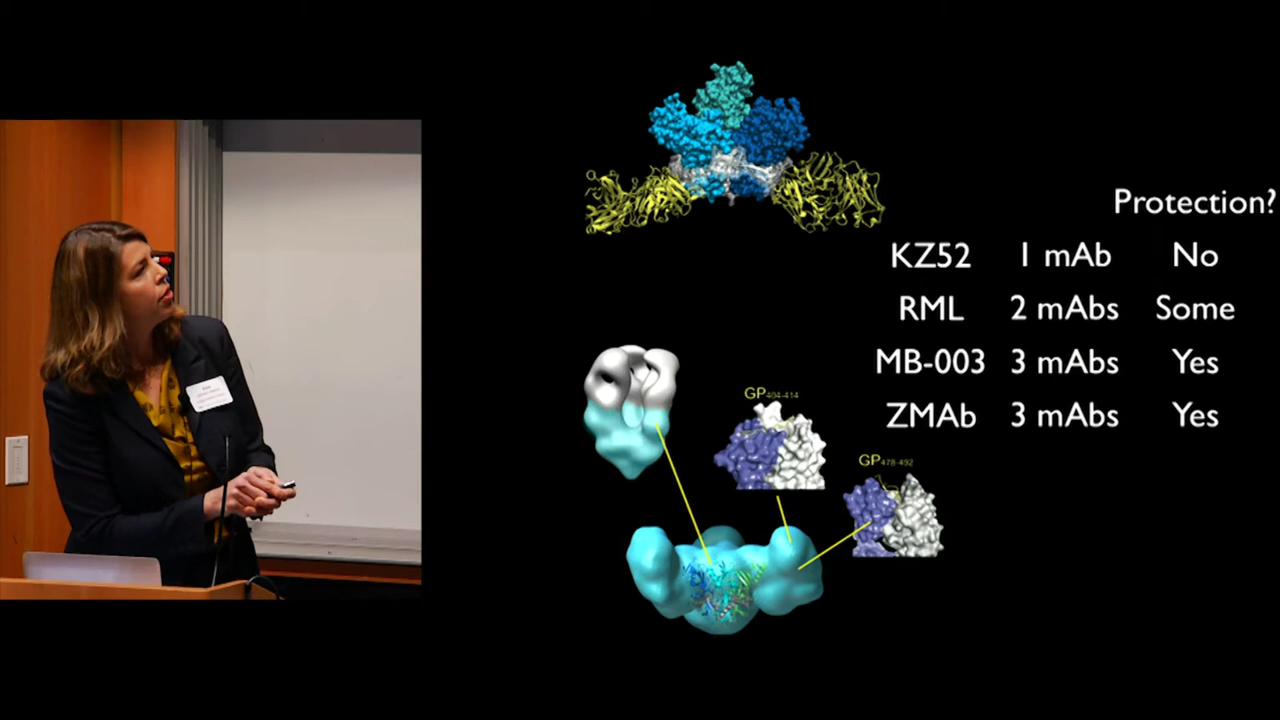 Protection?
KZ52 1 mAb No
RML 2 mAbs Some
MB-003 3 mAbs Yes
ZMAb 3 mAbs Yes
GP404-414
GP478-492